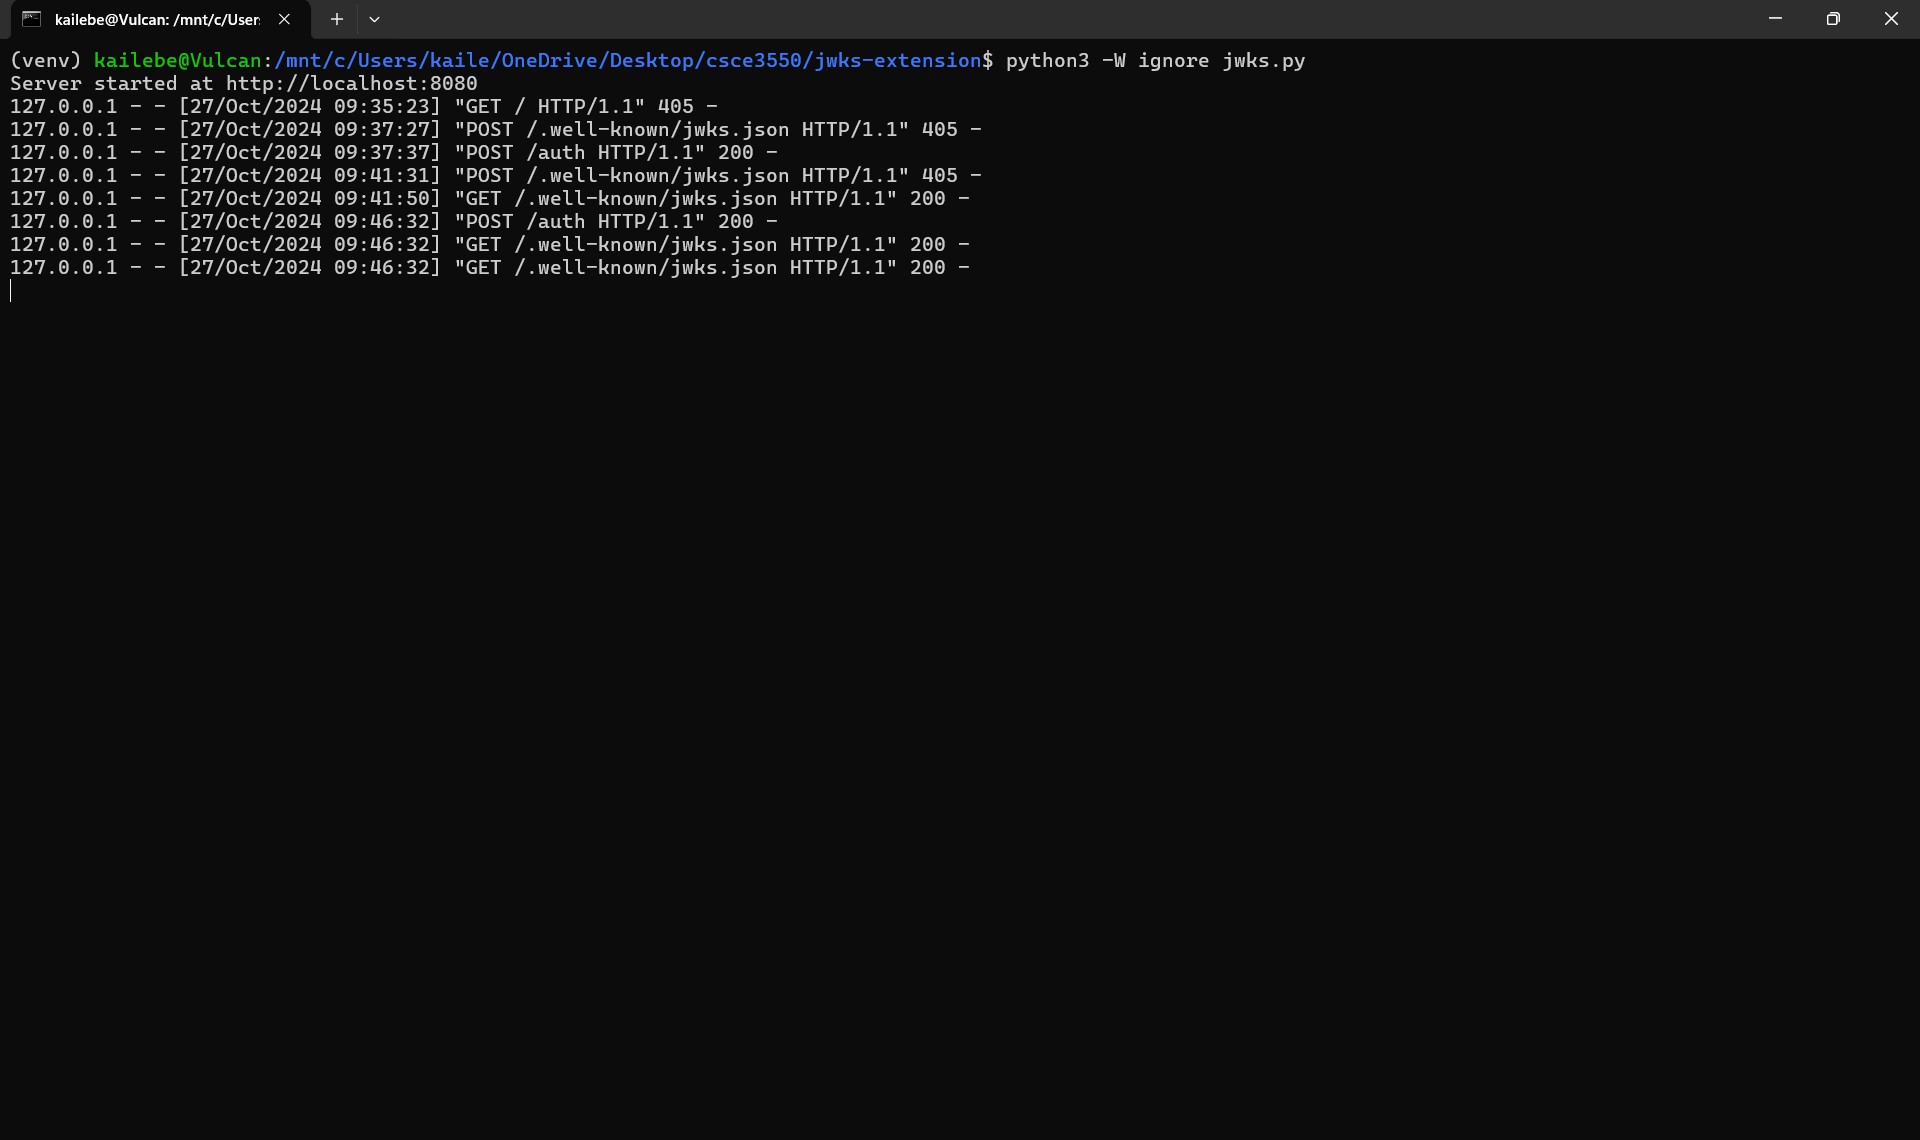 kailebe@Vulcan: /mnt/c/User
(venv) kailebe@Vulcan:/mnt/c/Users/kaile/OneDrive/Desktop/csce3550/jwks-extension$ python3 -W ignore jwks.py
Server started at http://localhost:8080
127.0.0.1 - - [27/Oct/2024 09:35:23] "GET / HTTP/1.1" 405 -
127.0.0.1 - - [27/Oct/2024 09:37:27] "POST /.well-known/jwks.json HTTP/1.1" 405 -
127.0.0.1 - - [27/Oct/2024 09:37:37] "POST /auth HTTP/1.1" 200 -
127.0.0.1 - - [27/Oct/2024 09:41:31] "POST /.well-known/jwks.json HTTP/1.1" 405 -
127.0.0.1 - - [27/Oct/2024 09:41:50] "GET /.well-known/jwks.json HTTP/1.1" 200 -
127.0.0.1 - - [27/Oct/2024 09:46:32] "POST /auth HTTP/1.1" 200 -
127.0.0.1 - - [27/Oct/2024 09:46:32] "GET /.well-known/jwks.json HTTP/1.1" 200 -
127.0.0.1 - - [27/Oct/2024 09:46:32] "GET /.well-known/jwks.json HTTP/1.1" 200 -